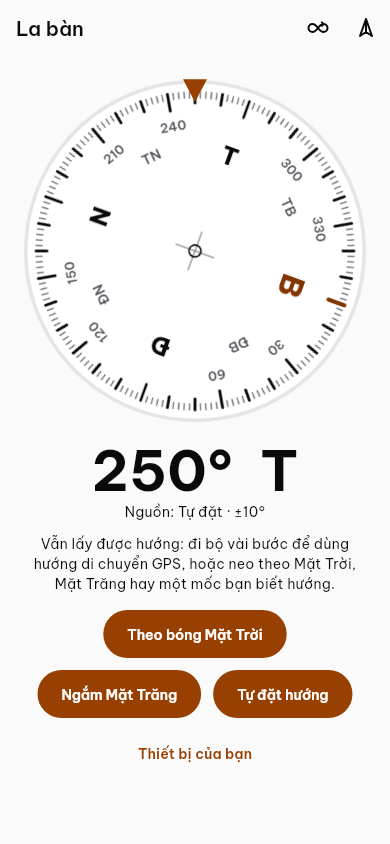 La bàn
240
T
300
TB
330
B
30
ĐB
60
Đ
120
ĐN
150
N
210
TN
250° T
Nguồn: Tự đặt · ±10°
Vẫn lấy được hướng: đi bộ vài bước để dùng
hướng di chuyển GPS, hoặc neo theo Mặt Trời,
Mặt Trăng hay một mốc bạn biết hướng.
Theo bóng Mặt Trời
Ngắm Mặt Trăng
Tự đặt hướng
Thiết bị của bạn